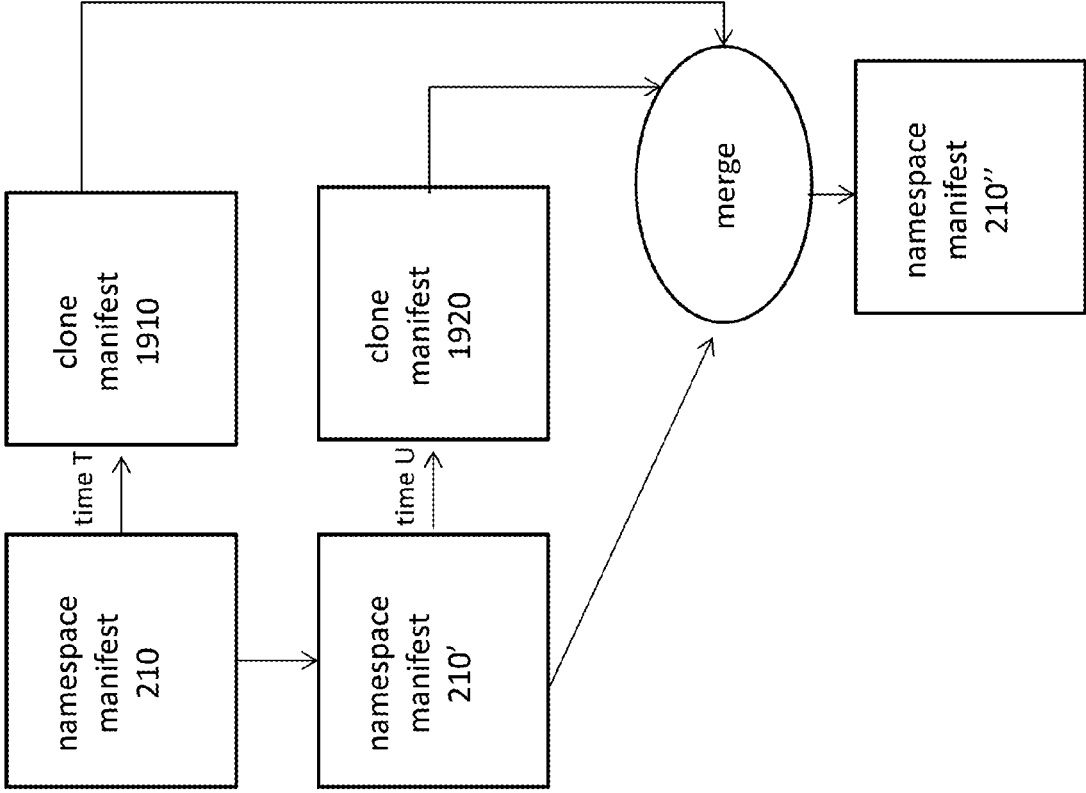 namespace
manifest
210
time T
clone
manifest
1910
namespace
manifest
210’
time U
clone
manifest
1920
merge
namespace
manifest
210’’